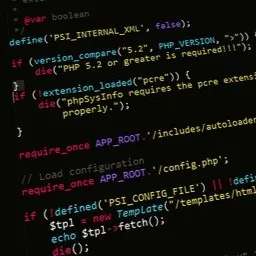 * @var boolean
*/
define('PSI_INTERNAL_XML', false);
if (version_compare("5.2", PHP_VERSION, ">")) {
die("PHP 5.2 or greater is required!!!");
}
if (!extension_loaded("pcre")) {
die("phpSysInfo requires the pcre exten
properly.");
}
require_once APP_ROOT.'/includes/autoloade
// Load configuration
require_once APP_ROOT.'/config.php';
if (!defined('PSI_CONFIG_FILE') || !defin
$tpl = new Template("/templates/html
echo $tpl->fetch();
die();